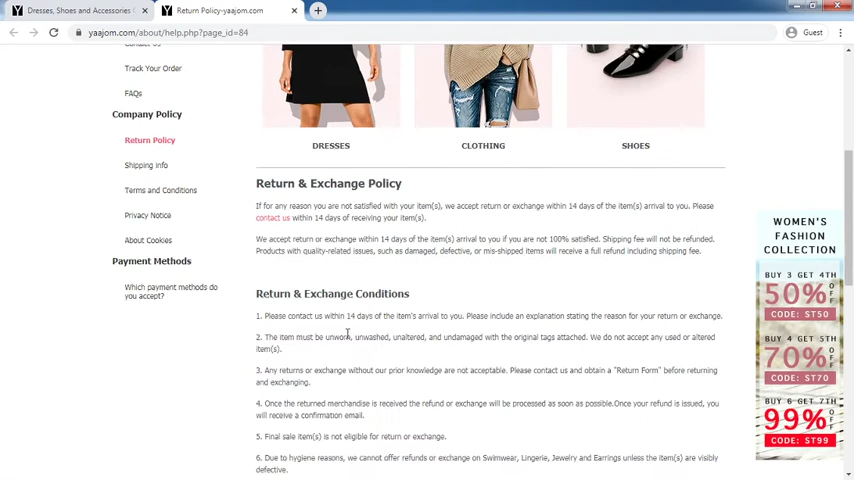 Dresses, Shoes and Accessories
Return Policy-yaajom.com
yaajom.com/about/help.php?page_id=84
Guest
Contact Us
Track Your Order
FAQs
Company Policy
Return Policy
Shipping Info
Terms and Conditions
Privacy Notice
About Cookies
Payment Methods
Which payment methods do
you accept?
DRESSES
CLOTHING
SHOES
Return & Exchange Policy
If for any reason you are not satisfied with your item(s), we accept return or exchange within 14 days of the item(s) arrival to you. Please
contact us within 14 days of receiving your item(s).
We accept return or exchange within 14 days of the item(s) arrival to you if you are not 100% satisfied. Shipping fee will not be refunded.
Products with quality-related issues, such as damaged, defective, or mis-shipped items will receive a full refund including shipping fee.
Return & Exchange Conditions
1. Please contact us within 14 days of the item's arrival to you. Please include an explanation stating the reason for your return or exchange.
2. The item must be unworn, unwashed, unaltered, and undamaged with the original tags attached. We do not accept any used or altered
item(s).
3. Any returns or exchange without our prior knowledge are not acceptable. Please contact us and obtain a "Return Form" before returning
and exchanging.
4. Once the returned merchandise is received the refund or exchange will be processed as soon as possible.Once your refund is issued, you
will receive a confirmation email.
5. Final sale item(s) is not eligible for return or exchange.
6. Due to hygiene reasons, we cannot offer refunds or exchange on Swimwear, Lingerie, Jewelry and Earrings unless the item(s) are visibly
defective.
WOMEN'S
FASHION
COLLECTION
BUY 3 GET 4TH
50% OFF
CODE: ST50
BUY 4 GET 5TH
70% OFF
CODE: ST70
BUY 6 GET 7TH
99% OFF
CODE: ST99